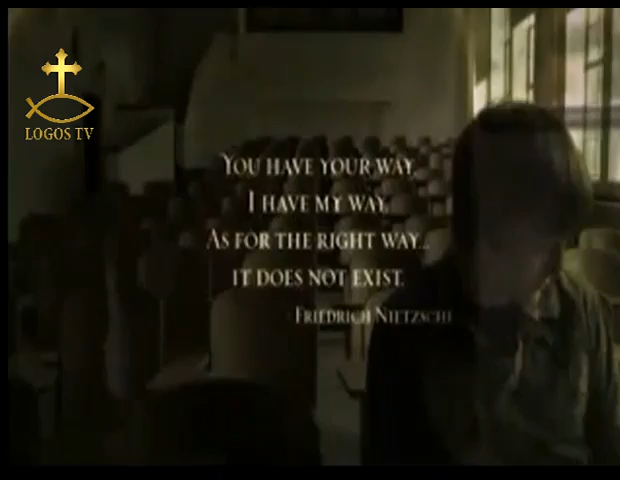 LOGOS TV
YOU HAVE YOUR WAY.
I HAVE MY WAY.
AS FOR THE RIGHT WAY...
IT DOES NOT EXIST.
FRIEDRICH NIETZSCHE